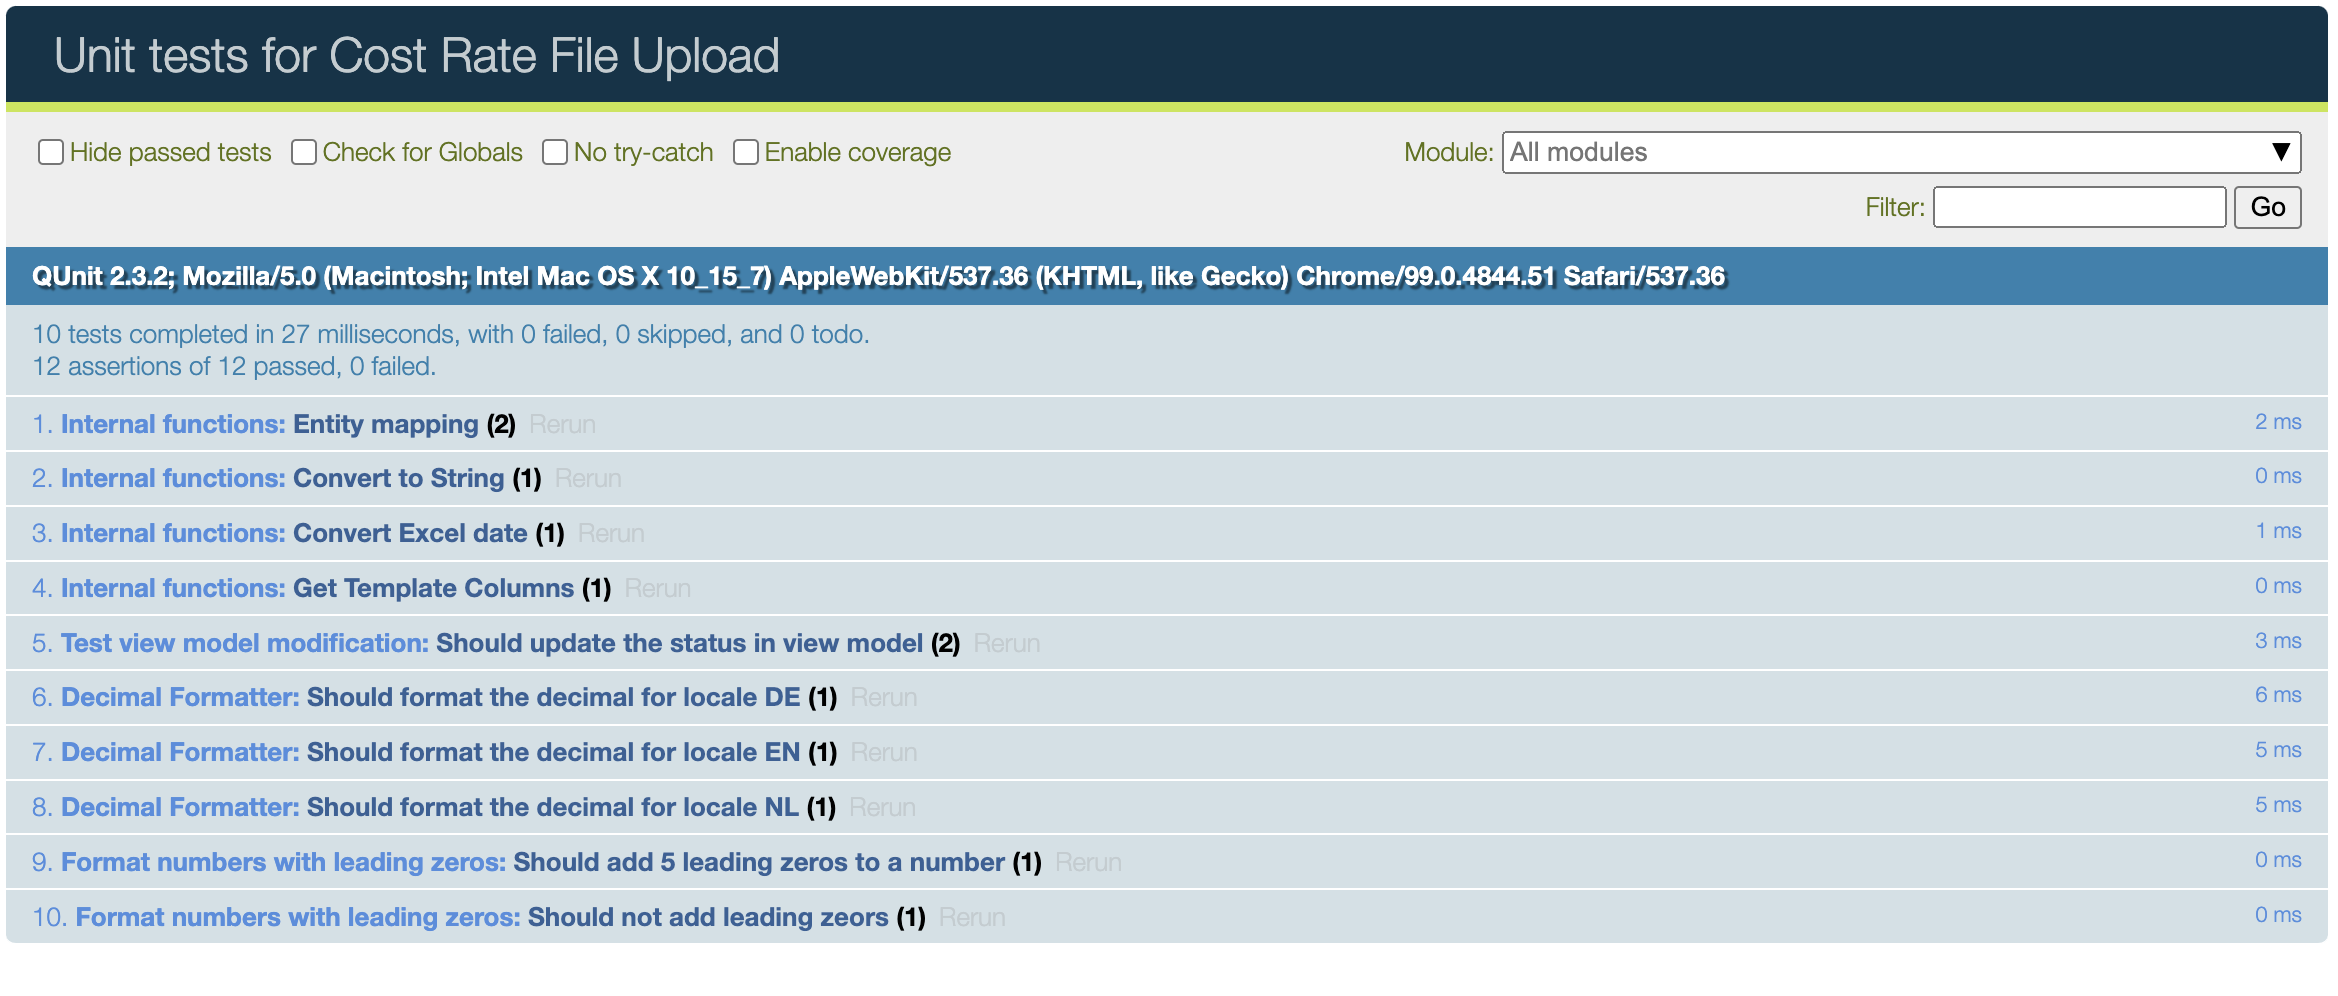 Unit tests for Cost Rate File Upload
Hide passed tests Check for Globals No try-catch Enable coverage Module: All modules ▼
Filter: Go
QUnit 2.3.2; Mozilla/5.0 (Macintosh; Intel Mac OS X 10_15_7) AppleWebKit/537.36 (KHTML, like Gecko) Chrome/99.0.4844.51 Safari/537.36
10 tests completed in 27 milliseconds, with 0 failed, 0 skipped, and 0 todo.
12 assertions of 12 passed, 0 failed.
1. Internal functions: Entity mapping (2) Rerun 2 ms
2. Internal functions: Convert to String (1) Rerun 0 ms
3. Internal functions: Convert Excel date (1) Rerun 1 ms
4. Internal functions: Get Template Columns (1) Rerun 0 ms
5. Test view model modification: Should update the status in view model (2) Rerun 3 ms
6. Decimal Formatter: Should format the decimal for locale DE (1) Rerun 6 ms
7. Decimal Formatter: Should format the decimal for locale EN (1) Rerun 5 ms
8. Decimal Formatter: Should format the decimal for locale NL (1) Rerun 5 ms
9. Format numbers with leading zeros: Should add 5 leading zeros to a number (1) Rerun 0 ms
10. Format numbers with leading zeros: Should not add leading zeors (1) Rerun 0 ms